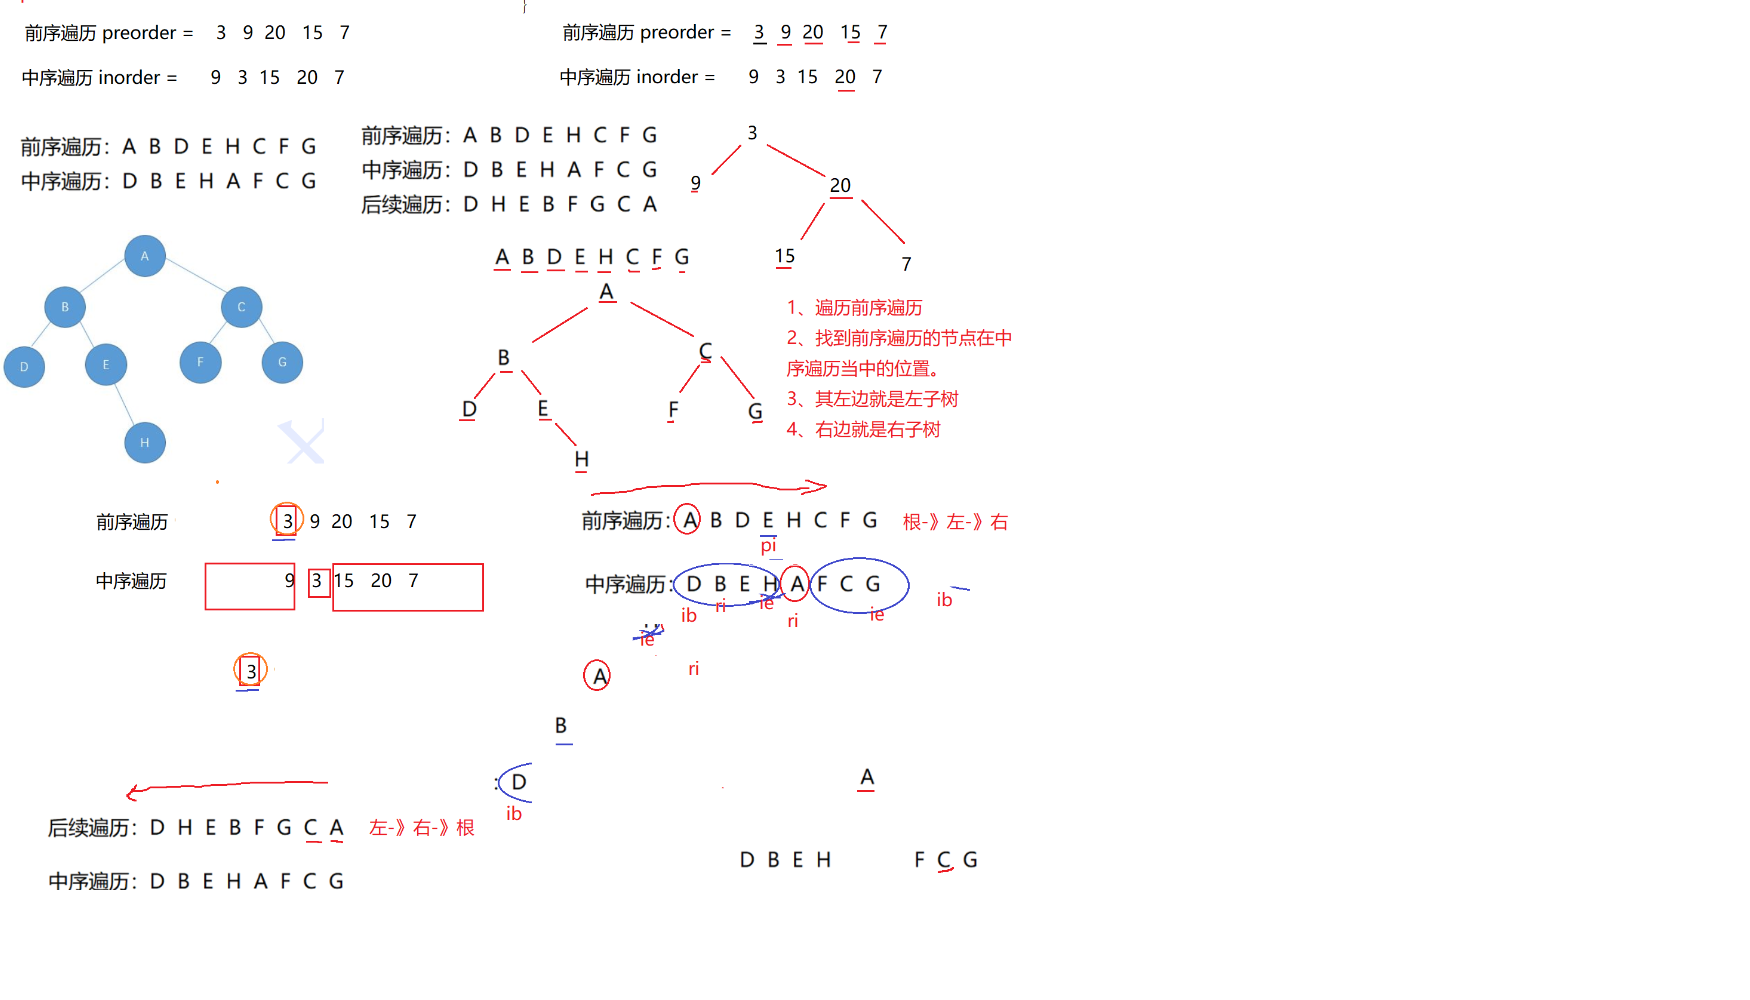 }
前序遍历 preorder = 3 9 20 15 7
中序遍历 inorder = 9 3 15 20 7
前序遍历 preorder = 3 9 20 15 7
中序遍历 inorder = 9 3 15 20 7
前序遍历：A B D E H C F G
中序遍历：D B E H A F C G
前序遍历：A B D E H C F G
中序遍历：D B E H A F C G
后续遍历：D H E B F G C A
3
9
20
15
7
A
B
C
D
E
F
G
H
A B D E H C F G
A
B
C
D
E
F
G
H
1、遍历前序遍历
2、找到前序遍历的节点在中
序遍历当中的位置。
3、其左边就是左子树
4、右边就是右子树
前序遍历 3 9 20 15 7
中序遍历 9 3 15 20 7
3
前序遍历：A B D E H C F G 根-》左-》右
pi
中序遍历：D B E H A F C G
ib ri ie ri ie ib
ie
ri
A
B
：D
ib
后续遍历：D H E B F G C A 左-》右-》根
中序遍历：D B E H A F C G
A
D B E H F C G